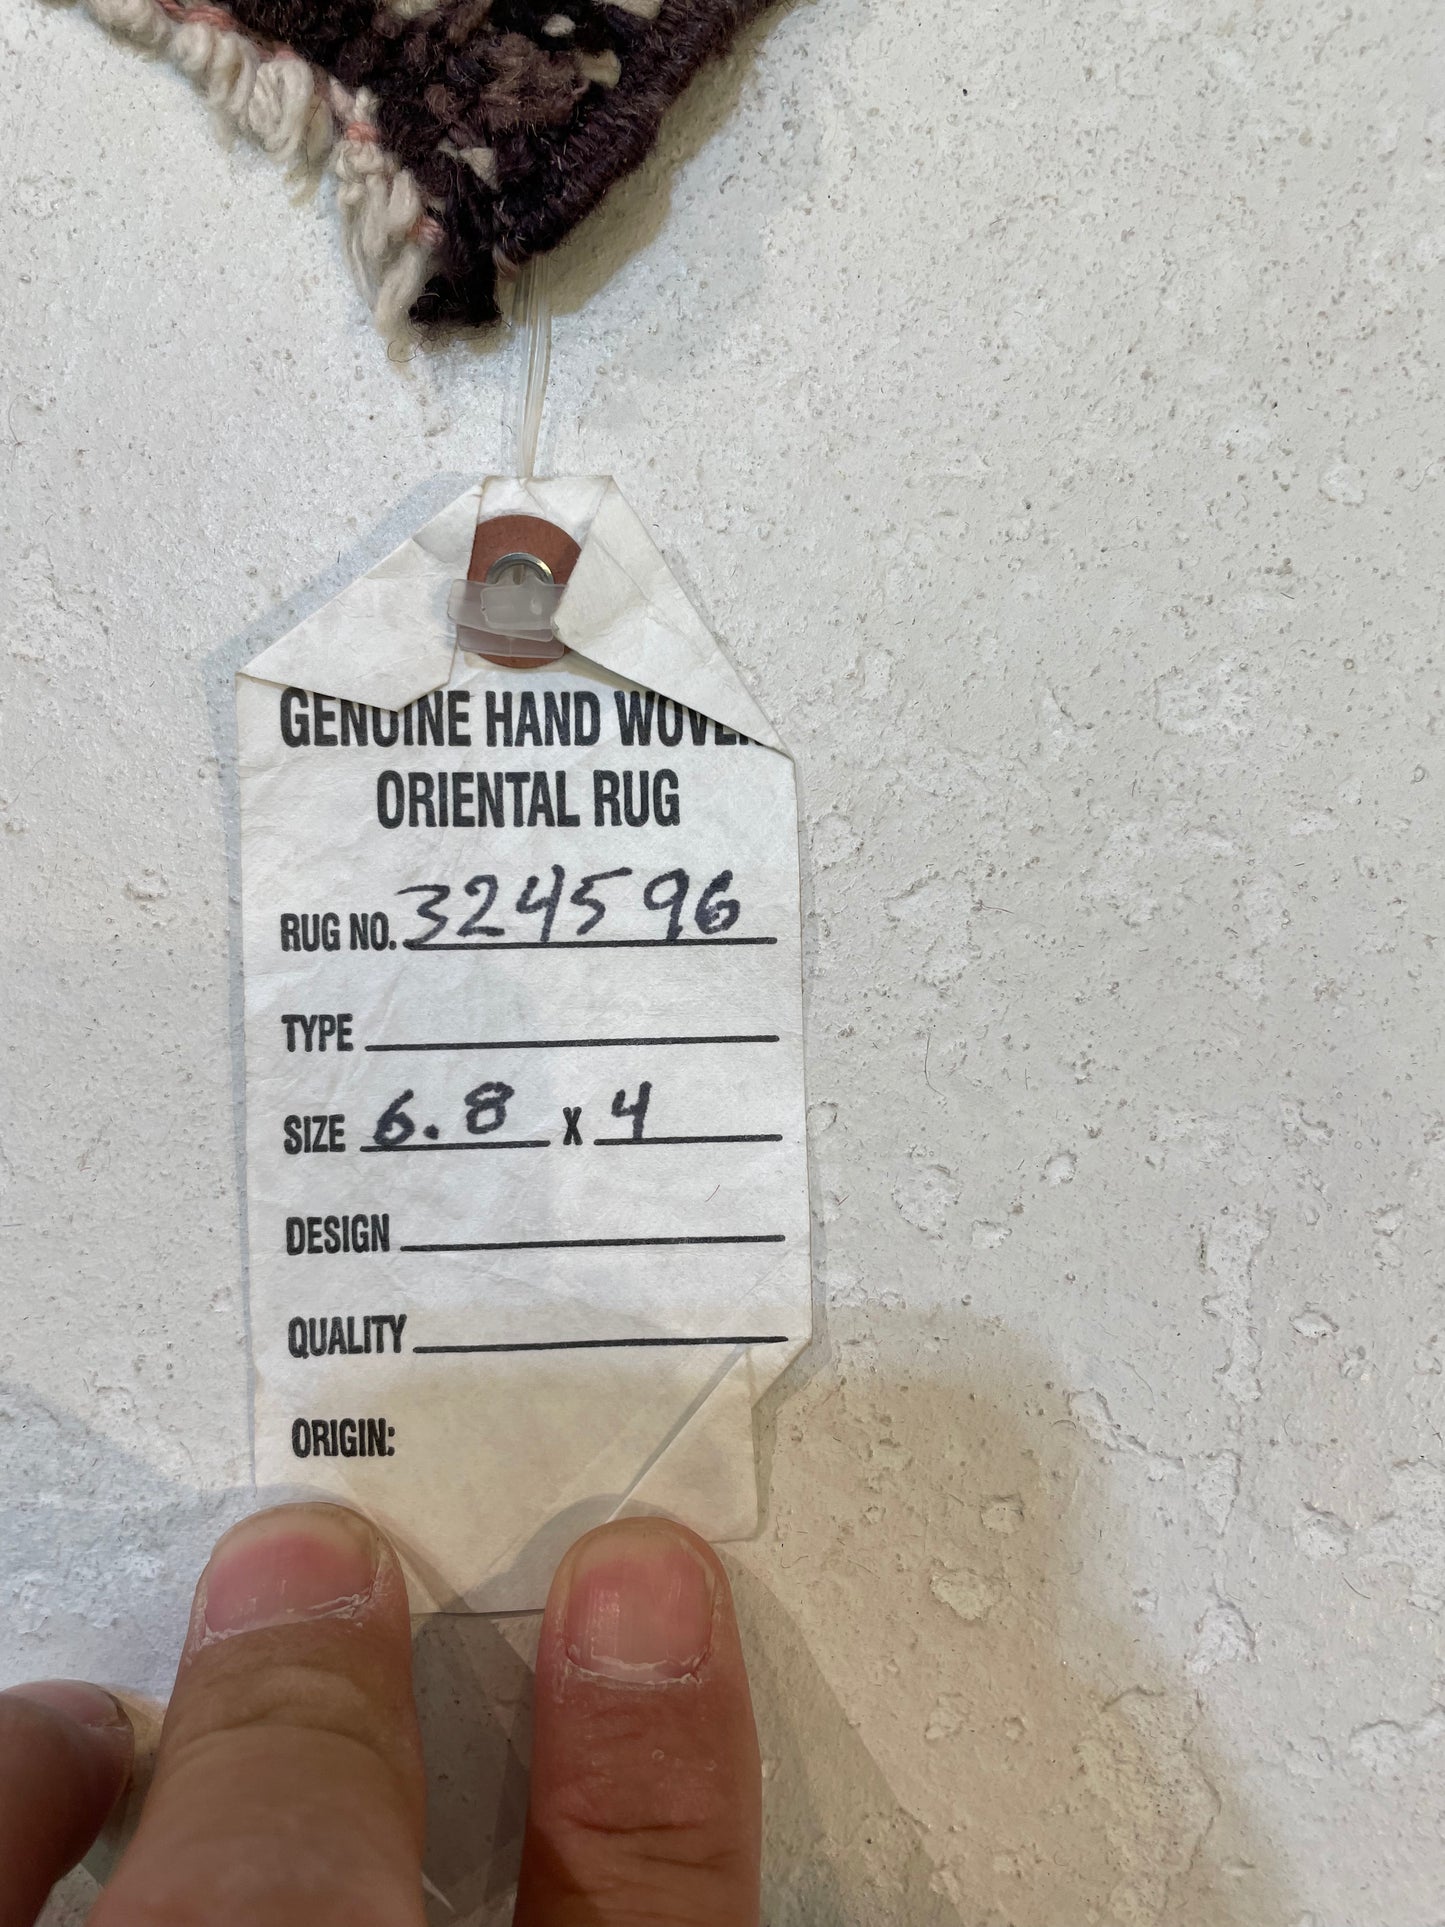 GENUINE HAND WOVEN
ORIENTAL RUG
RUG NO. 324596
TYPE
SIZE 6.8 X 4
DESIGN
QUALITY
ORIGIN: